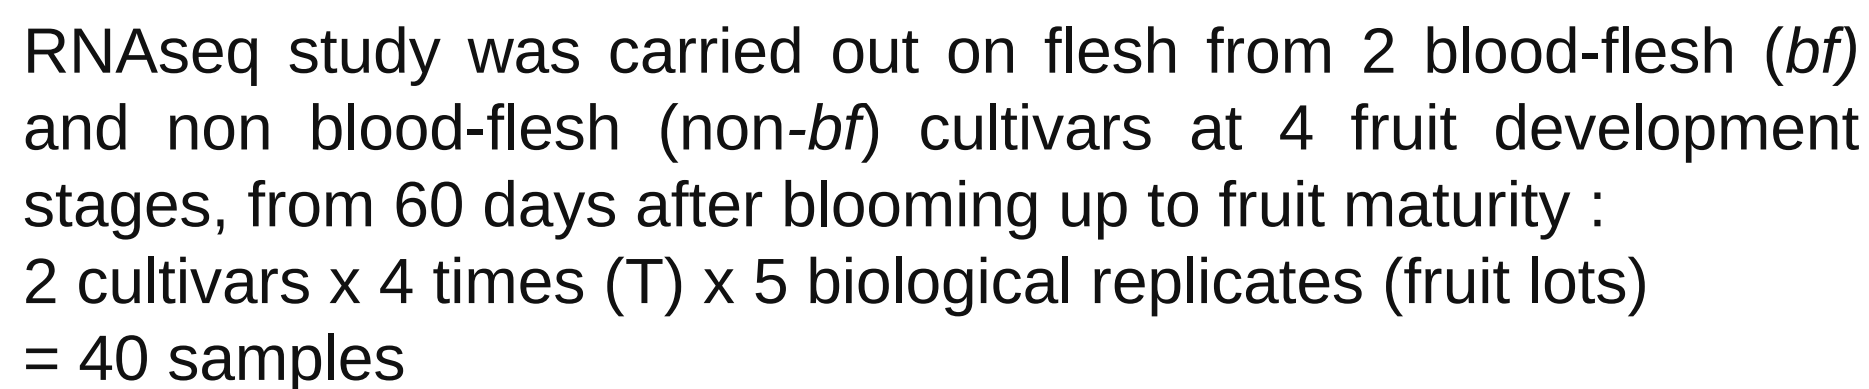 RNAseq study was carried out on flesh from 2 blood-flesh (bf)
and non blood-flesh (non-bf) cultivars at 4 fruit development
stages, from 60 days after blooming up to fruit maturity :
2 cultivars x 4 times (T) x 5 biological replicates (fruit lots)
= 40 samples